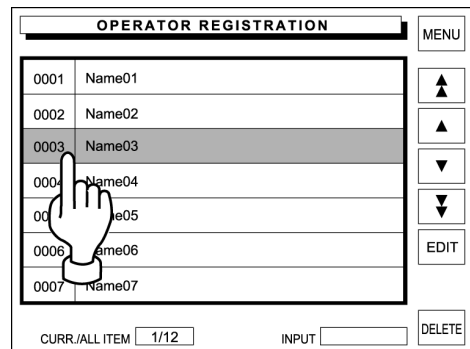 OPERATOR REGISTRATION
MENU
0001 Name01
0002 Name02
0003 Name03
Name04
0006
0007 Name07
EDIT
CURR./ALL ITEM 1/12
INPUT
DELETE